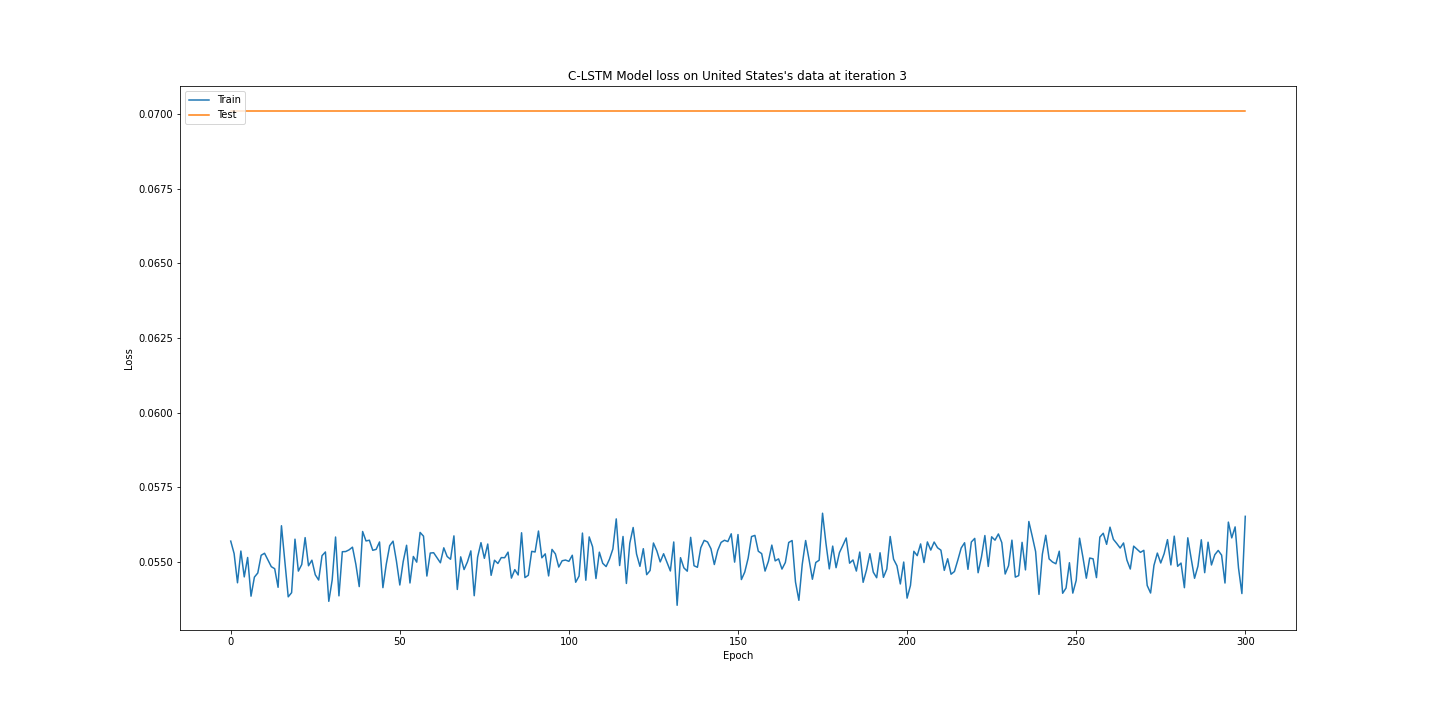 C-LSTM Model loss on United States's data at iteration 3
Train
Test
0.0700
0.0675
0.0650
0.0625
0.0600
0.0575
0.0550
Loss
0 50 100 150 200 250 300
Epoch